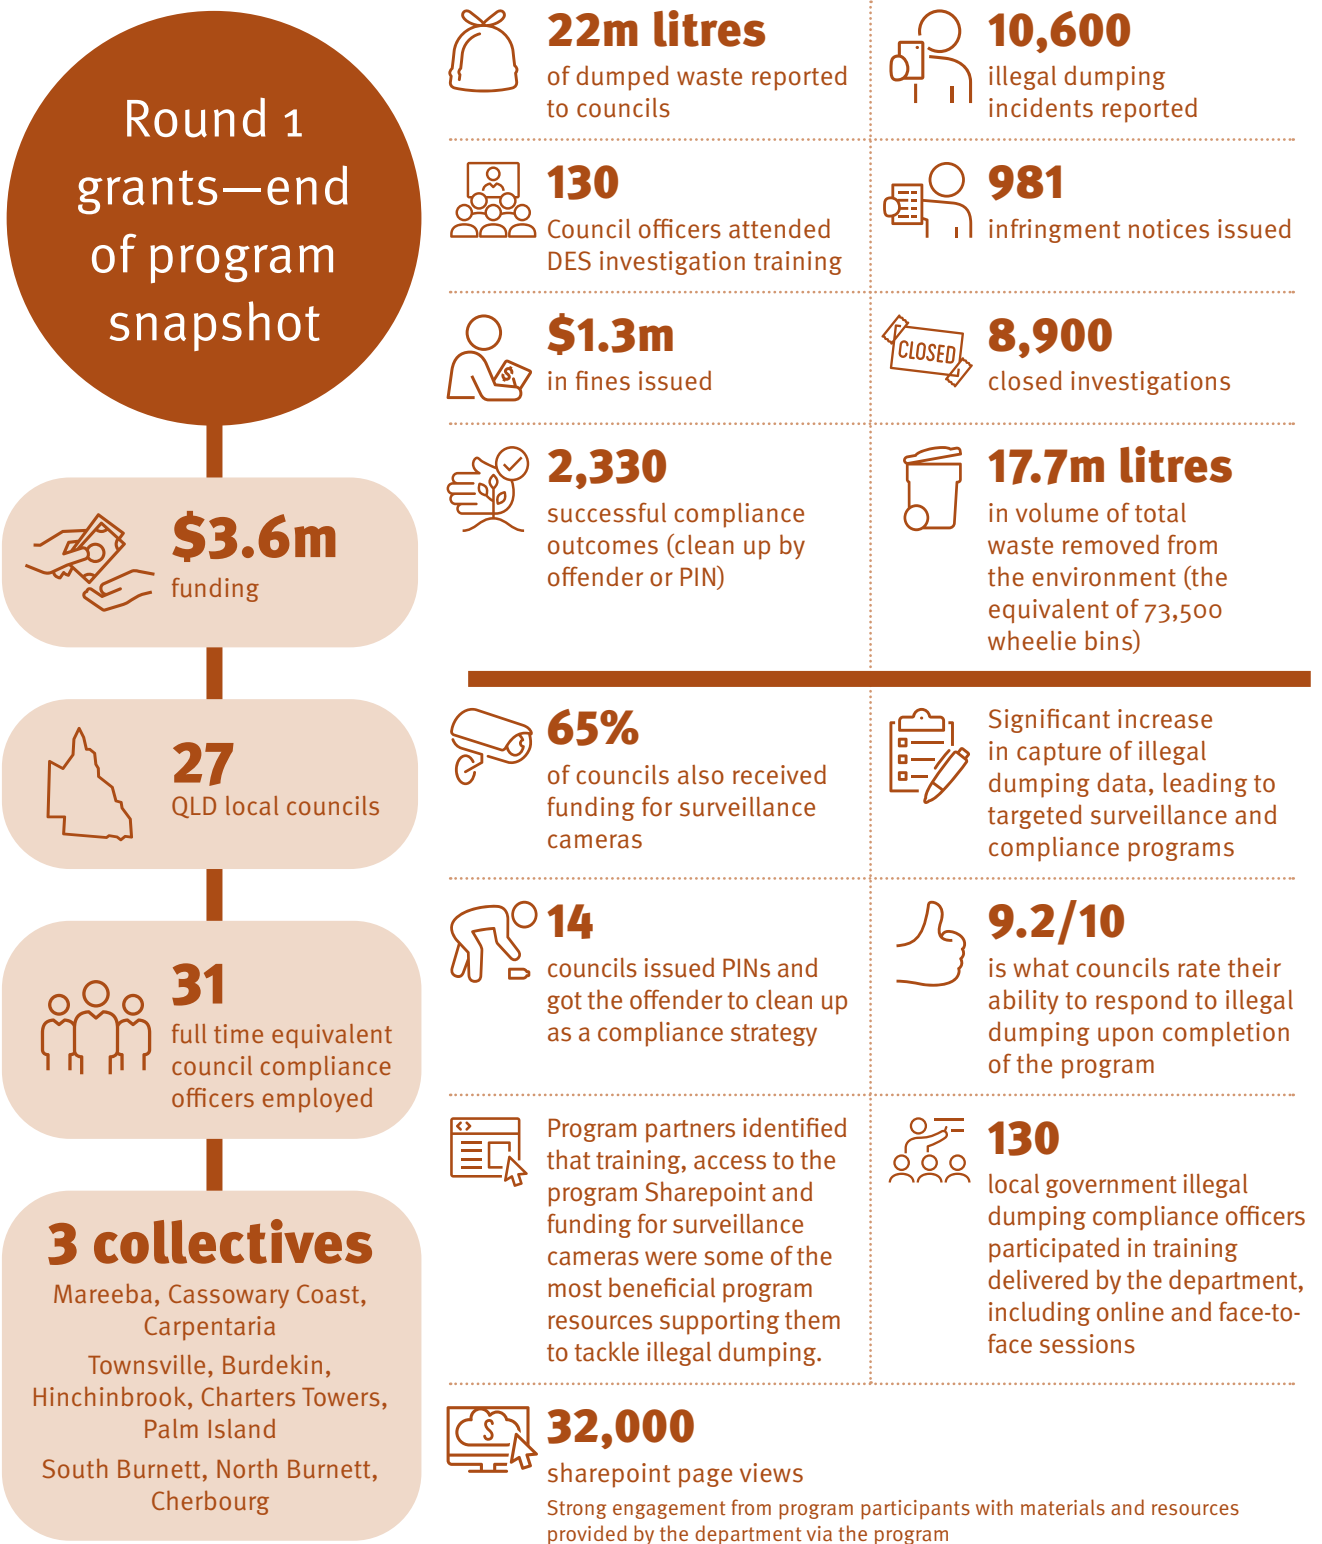 Round 1
grants—end
of program
snapshot
$3.6m
funding
27
QLD local councils
31
full time equivalent
council compliance
officers employed
3 collectives
Mareeba, Cassowary Coast,
Carpentaria
Townsville, Burdekin,
Hinchinbrook, Charters Towers,
Palm Island
South Burnett, North Burnett,
Cherbourg
22m litres
of dumped waste reported
to councils
10,600
illegal dumping
incidents reported
130
Council officers attended
DES investigation training
981
infringment notices issued
$
$1.3m
in fines issued
CLOSED
8,900
closed investigations
2,330
successful compliance
outcomes (clean up by
offender or PIN)
17.7m litres
in volume of total
waste removed from
the environment (the
equivalent of 73,500
wheelie bins)
65%
of councils also received
funding for surveillance
cameras
Significant increase
in capture of illegal
dumping data, leading to
targeted surveillance and
compliance programs
14
councils issued PINs and
got the offender to clean up
as a compliance strategy
9.2/10
is what councils rate their
ability to respond to illegal
dumping upon completion
of the program
Program partners identified
that training, access to the
program Sharepoint and
funding for surveillance
cameras were some of the
most beneficial program
resources supporting them
to tackle illegal dumping.
130
local government illegal
dumping compliance officers
participated in training
delivered by the department,
including online and face-to-
face sessions
S
32,000
sharepoint page views
Strong engagement from program participants with materials and resources
provided by the department via the program